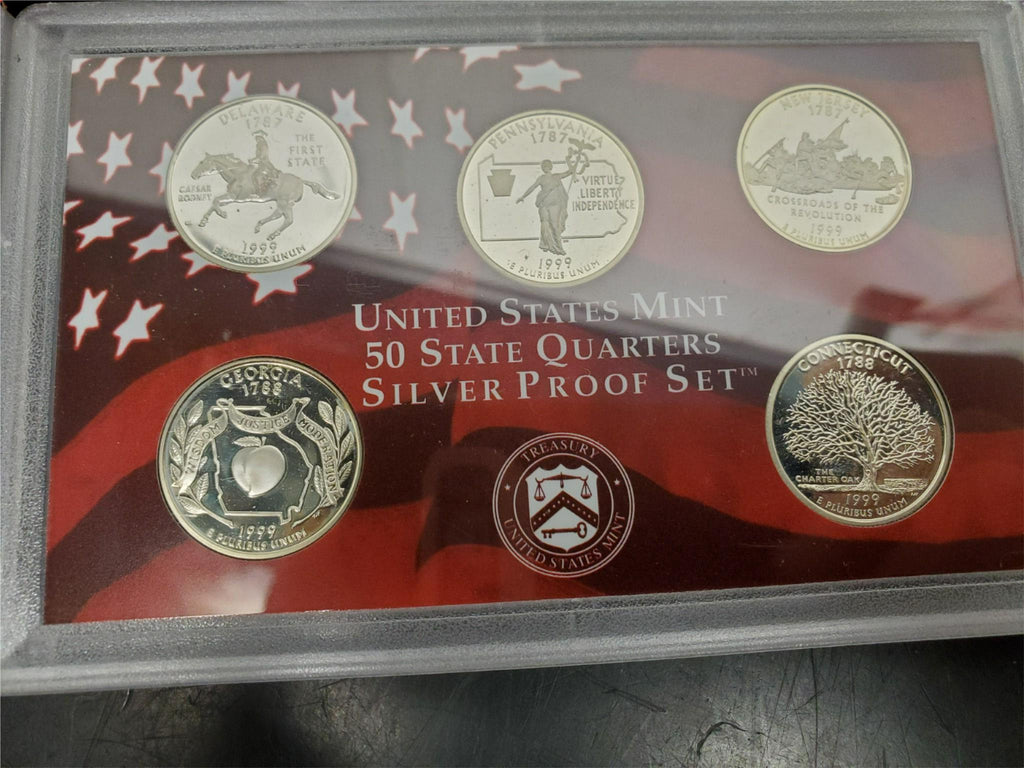 DELAWARE
1787
THE
FIRST
STATE
CAESAR
RODNEY
1999
E PLURIBUS UNUM
PENNSYLVANIA
1787
VIRTUE
LIBERTY
INDEPENDENCE
1999
E PLURIBUS UNUM
NEW JERSEY
1787
CROSSROADS OF THE
REVOLUTION
1999
E PLURIBUS UNUM
UNITED STATES MINT
50 STATE QUARTERS
SILVER PROOF SET™
GEORGIA
1788
WISDOM JUSTICE MODERATION
1999
E PLURIBUS UNUM
TREASURY
UNITED STATES MINT
CONNECTICUT
1788
THE
CHARTER OAK
1999
E PLURIBUS UNUM